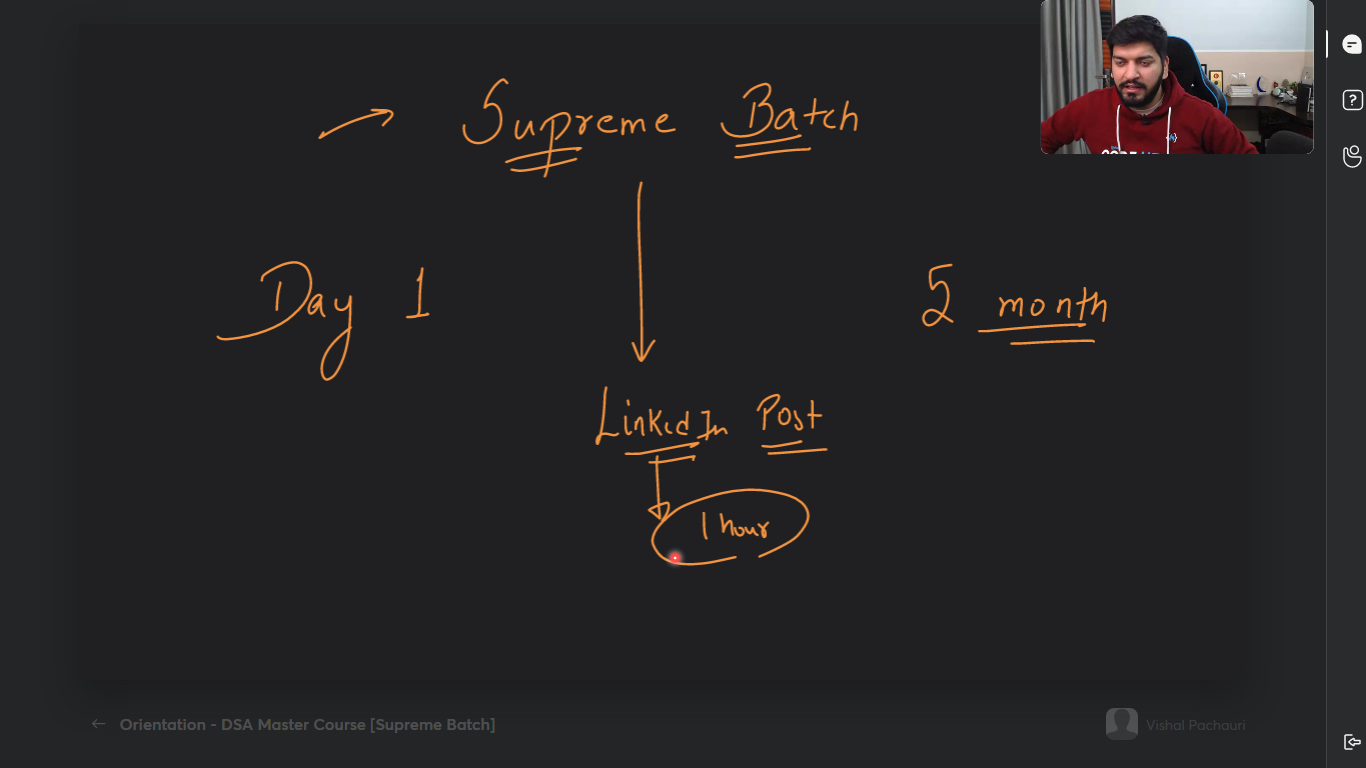 Supreme Batch
Day 1
5 month
LinkedIn Post
1 hour
Orientation - DSA Master Course [Supreme Batch]
Vishal Pachauri